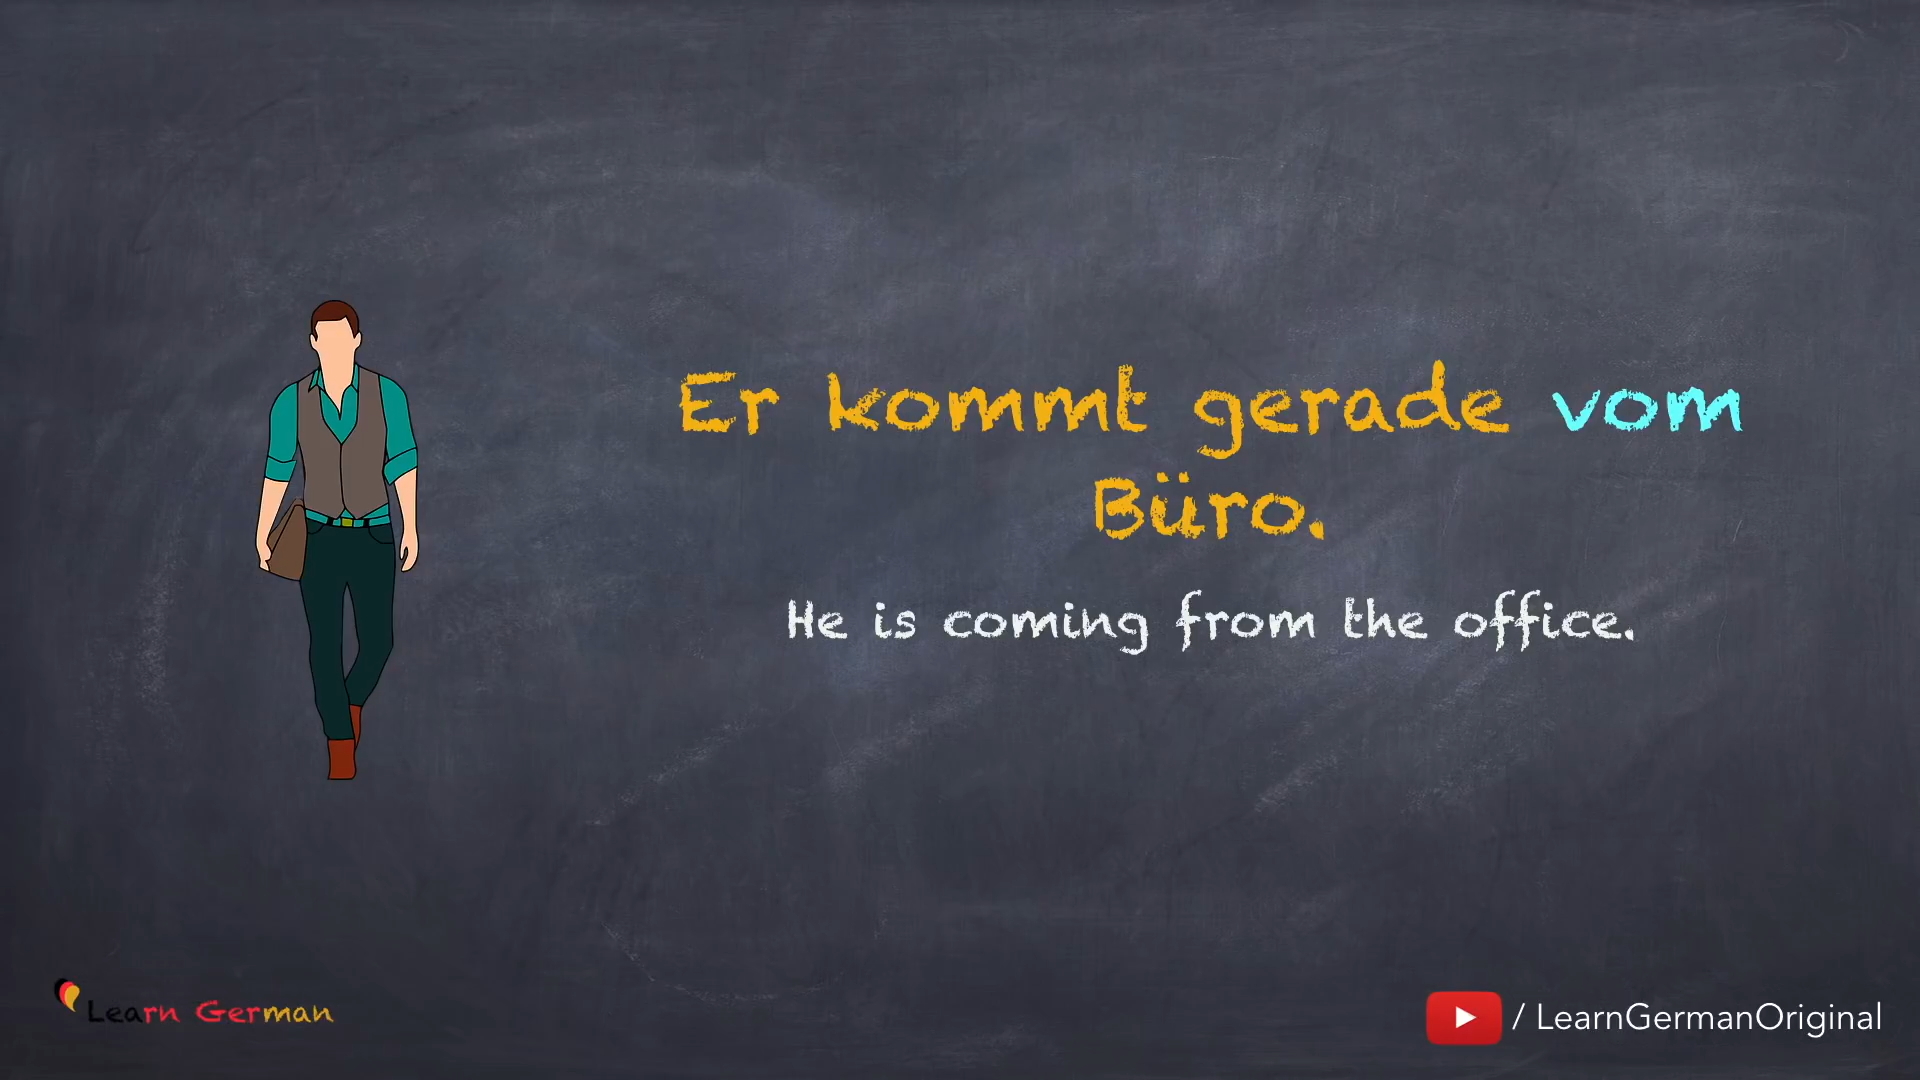 Er kommt gerade vom
Büro.
He is coming from the office.
Learn German
/ LearnGermanOriginal